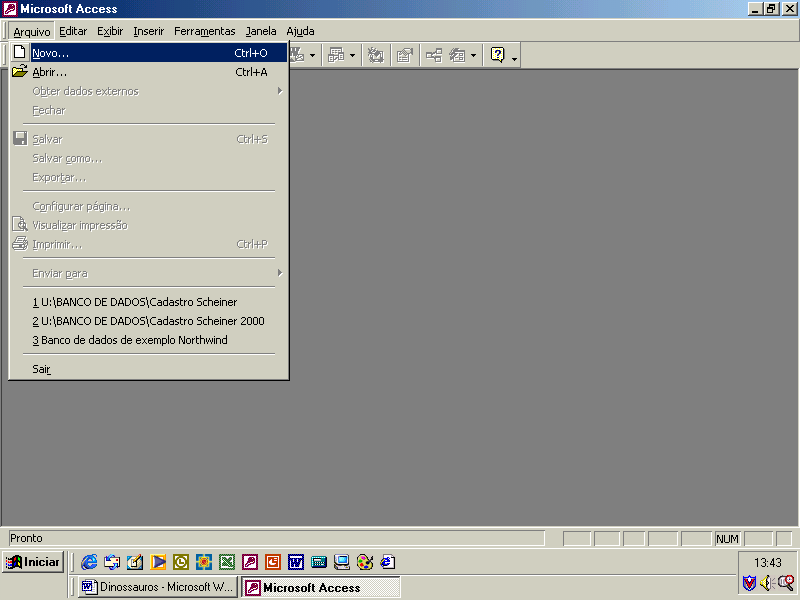 Microsoft Access
Arquivo Editar Exibir Inserir Ferramentas Janela Ajuda
Novo... Ctrl+O
Abrir... Ctrl+A
Obter dados externos
Fechar
Salvar Ctrl+S
Salvar como...
Exportar...
Configurar página...
Visualizar impressão
Imprimir... Ctrl+P
Enviar para
1 U:\BANCO DE DADOS\Cadastro Scheiner
2 U:\BANCO DE DADOS\Cadastro Scheiner 2000
3 Banco de dados de exemplo Northwind
Sair
Pronto NUM
Iniciar 13:43
Dinossauros - Microsoft W... Microsoft Access